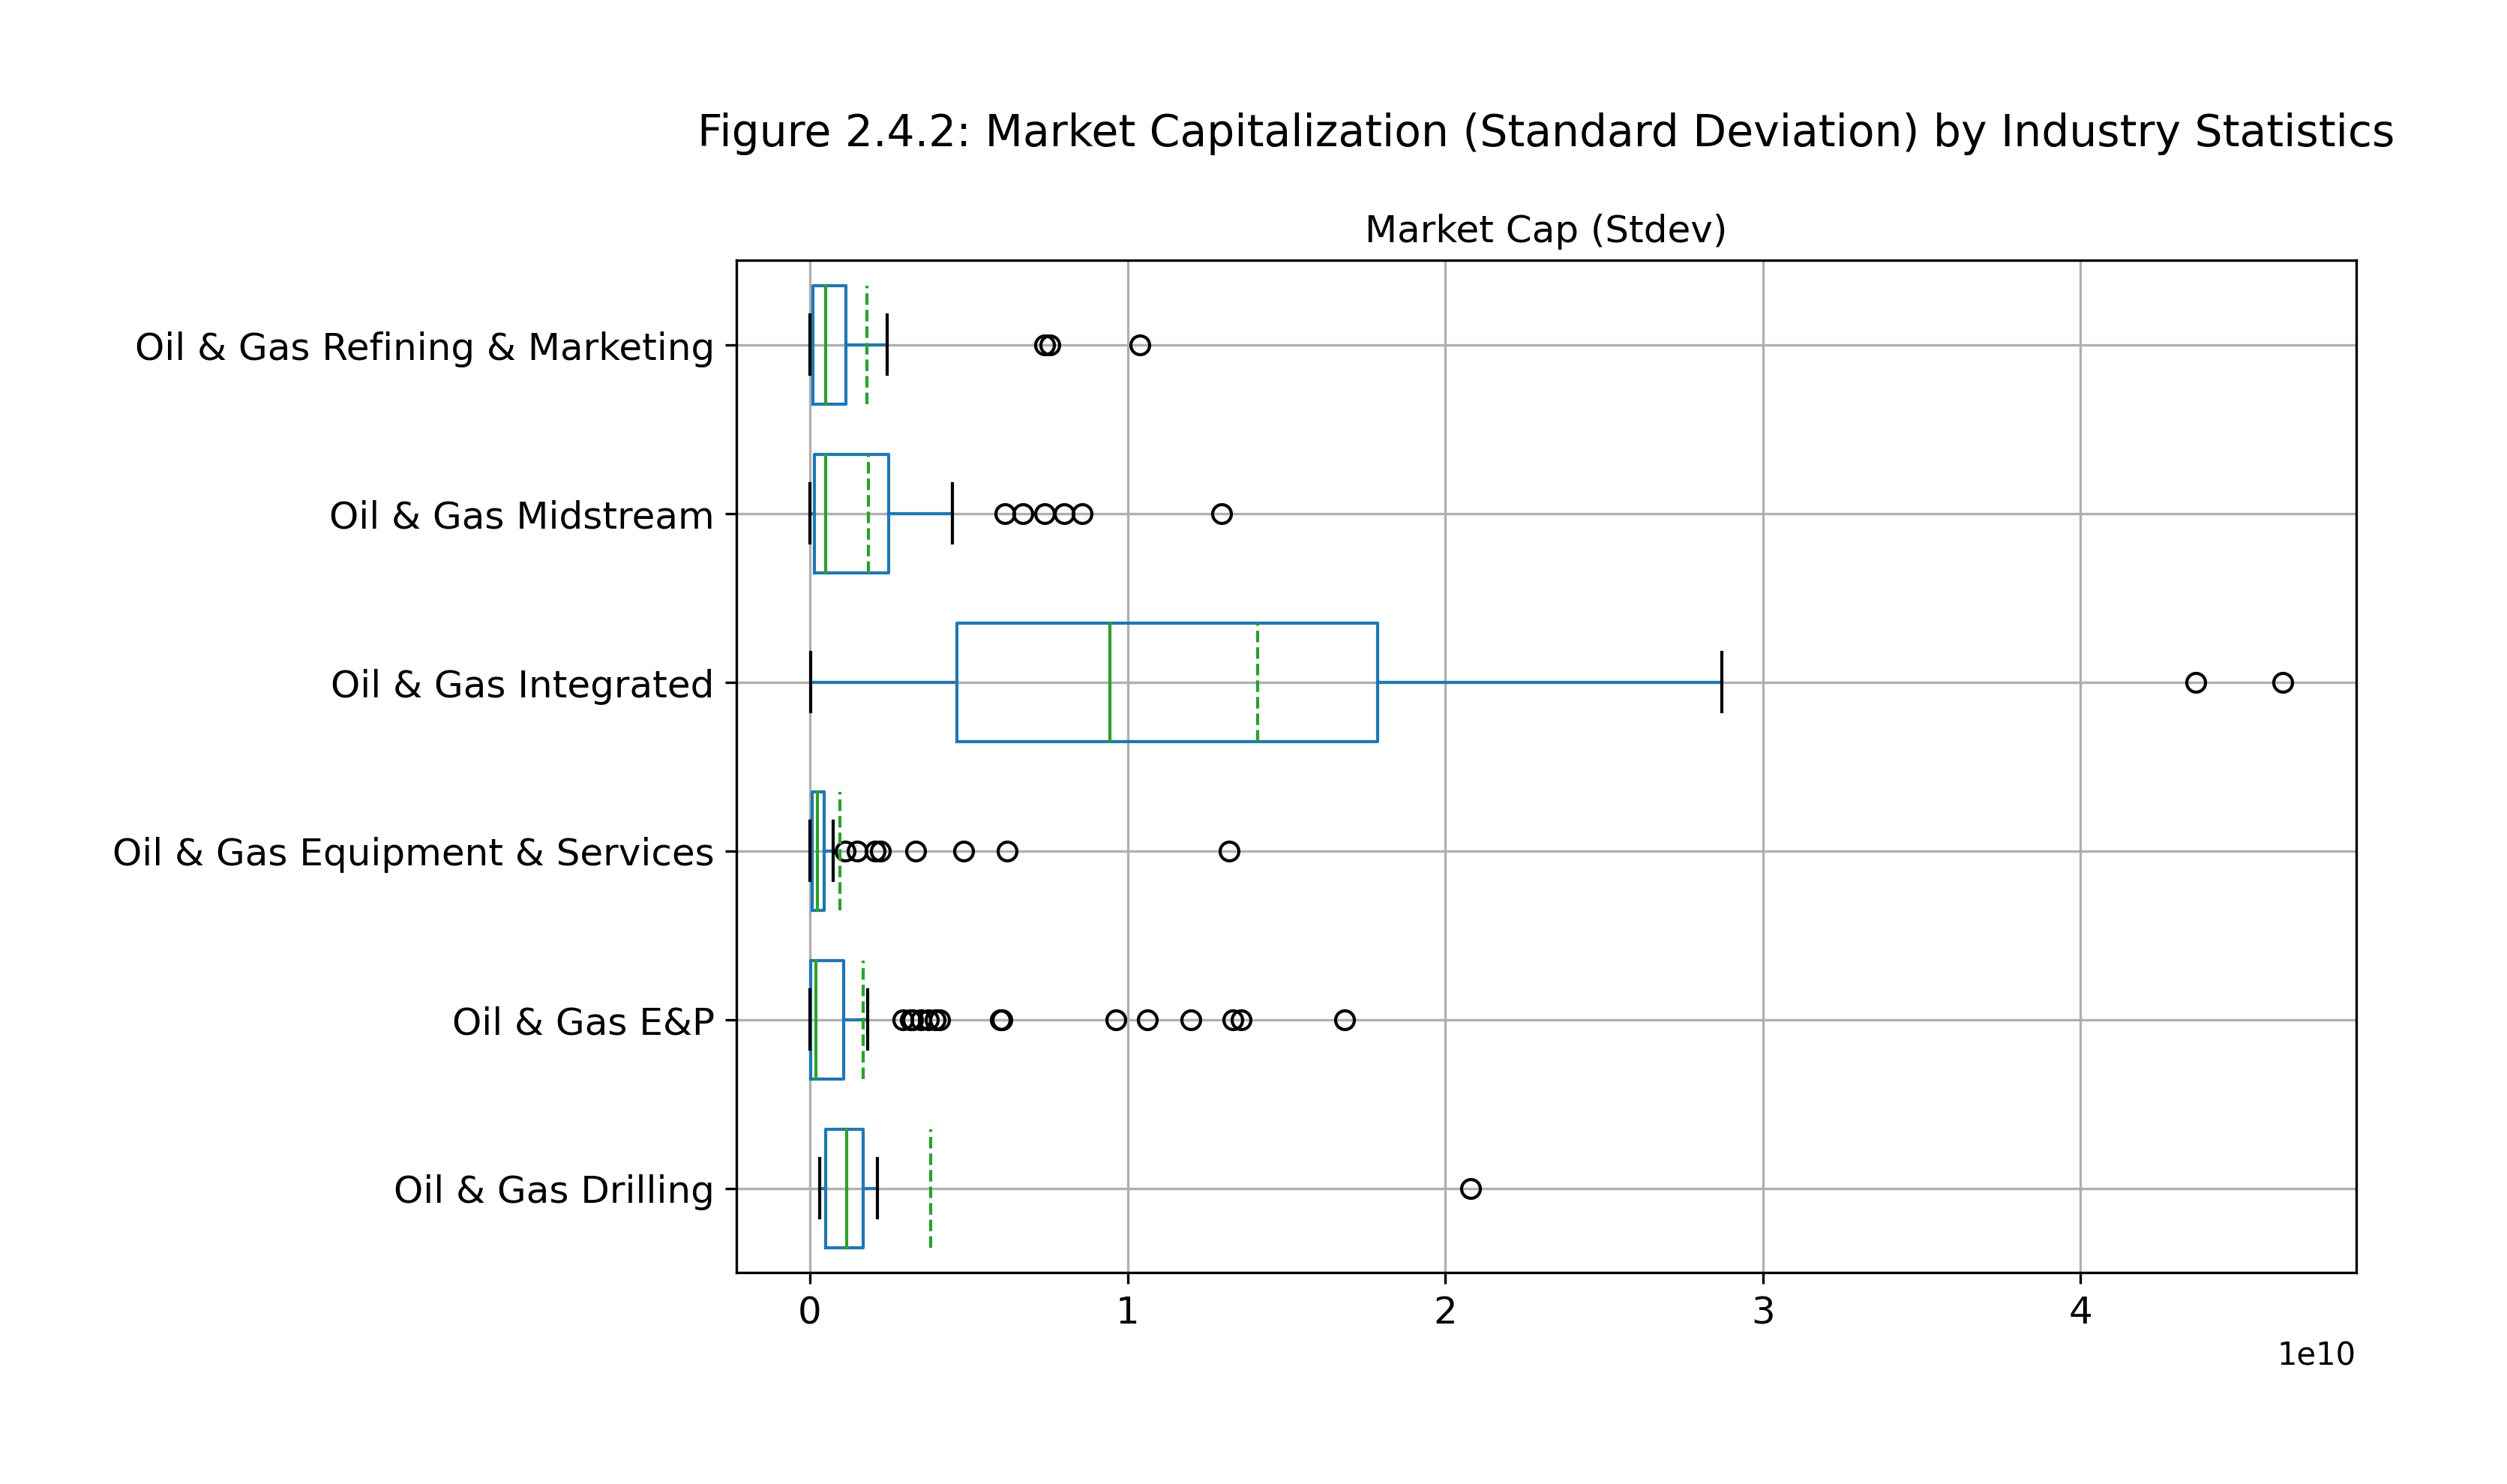 Figure 2.4.2: Market Capitalization (Standard Deviation) by Industry Statistics
Market Cap (Stdev)
Oil & Gas Refining & Marketing
Oil & Gas Midstream
Oil & Gas Integrated
Oil & Gas Equipment & Services
Oil & Gas E&P
Oil & Gas Drilling
0 1 2 3 4
1e10